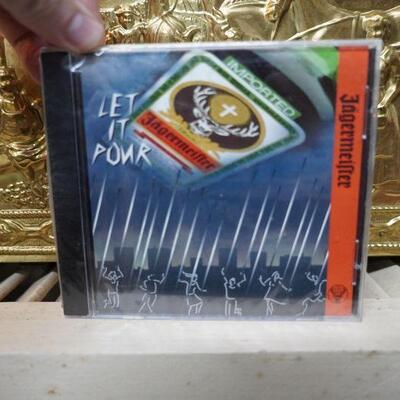 LET
IT
POUR
IMPORTED
Jägermeister
Jägermeister